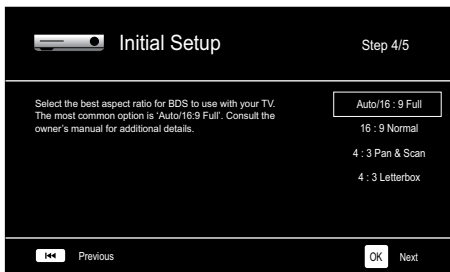 Initial Setup
Step 4/5
Select the best aspect ratio for BDS to use with your TV.
The most common option is ‘Auto/16:9 Full’. Consult the
owner’s manual for additional details.
Auto/16 : 9 Full
16 : 9 Normal
4 : 3 Pan & Scan
4 : 3 Letterbox
Previous
OK Next